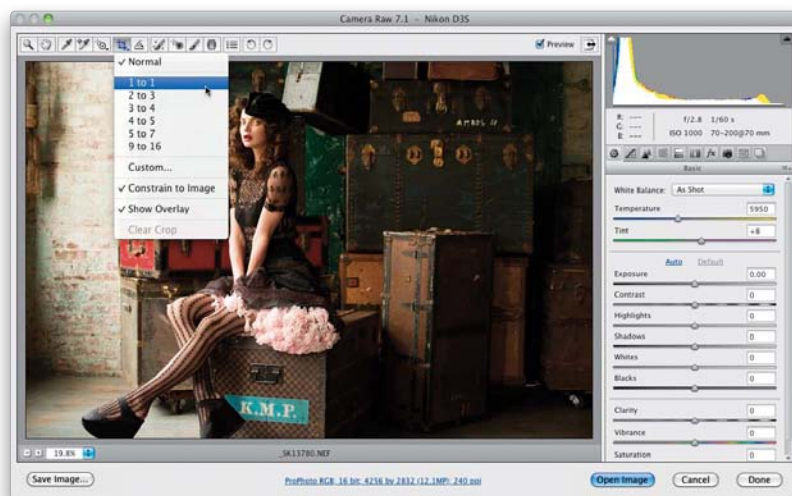 Camera Raw 7.1 - Nikon D3S
Preview
Normal
1 to 1
2 to 3
3 to 4
4 to 5
5 to 7
9 to 16
Custom...
Constrain to Image
Show Overlay
Clear Crop
K.M.P.
R: ---
G: ---
B: ---
f/2.8 1/60 s
ISO 1000 70-200@70 mm
Basic
White Balance: As Shot
Temperature 5950
Tint +8
Auto Default
Exposure 0.00
Contrast 0
Highlights 0
Shadows 0
Whites 0
Blacks 0
Clarity 0
Vibrance 0
Saturation 0
19.8% _SK13780.NEF
Save Image... ProPhoto RGB; 16 bit; 4256 by 2832 (12.1MP); 240 ppi Open Image Cancel Done